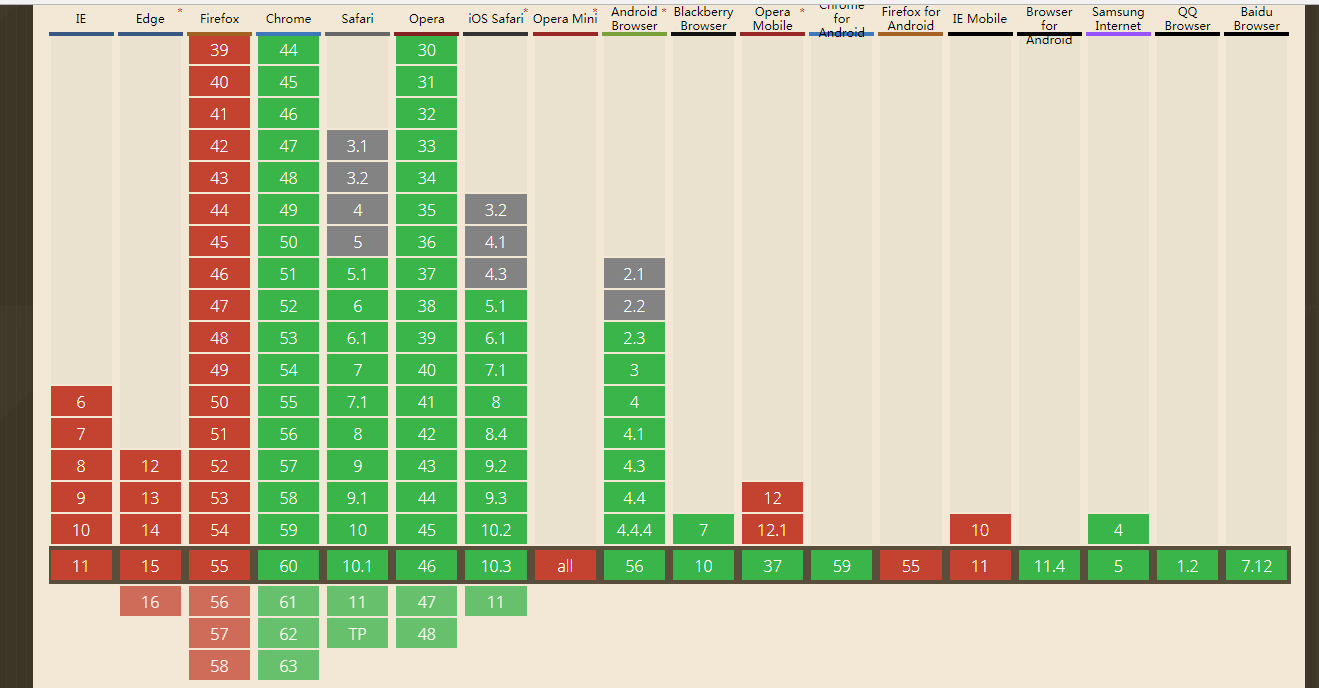 IE Edge * Firefox Chrome Safari Opera iOS Safari * Opera Mini * Android Browser * Blackberry Browser Opera Mobile * Chrome for Android Firefox for Android IE Mobile Browser for Android Samsung Internet QQ Browser Baidu Browser
39 44 30
40 45 31
41 46 32
42 47 3.1 33
43 48 3.2 34
44 49 4 35 3.2
45 50 5 36 4.1
46 51 5.1 37 4.3 2.1
47 52 6 38 5.1 2.2
48 53 6.1 39 6.1 2.3
49 54 7 40 7.1 3
6 50 55 7.1 41 8 4
7 51 56 8 42 8.4 4.1
8 12 52 57 9 43 9.2 4.3
9 13 53 58 9.1 44 9.3 4.4 12
10 14 54 59 10 45 10.2 4.4.4 7 12.1 10 4
11 15 55 60 10.1 46 10.3 all 56 10 37 59 55 11 11.4 5 1.2 7.12
16 56 61 11 47 11
57 62 TP 48
58 63